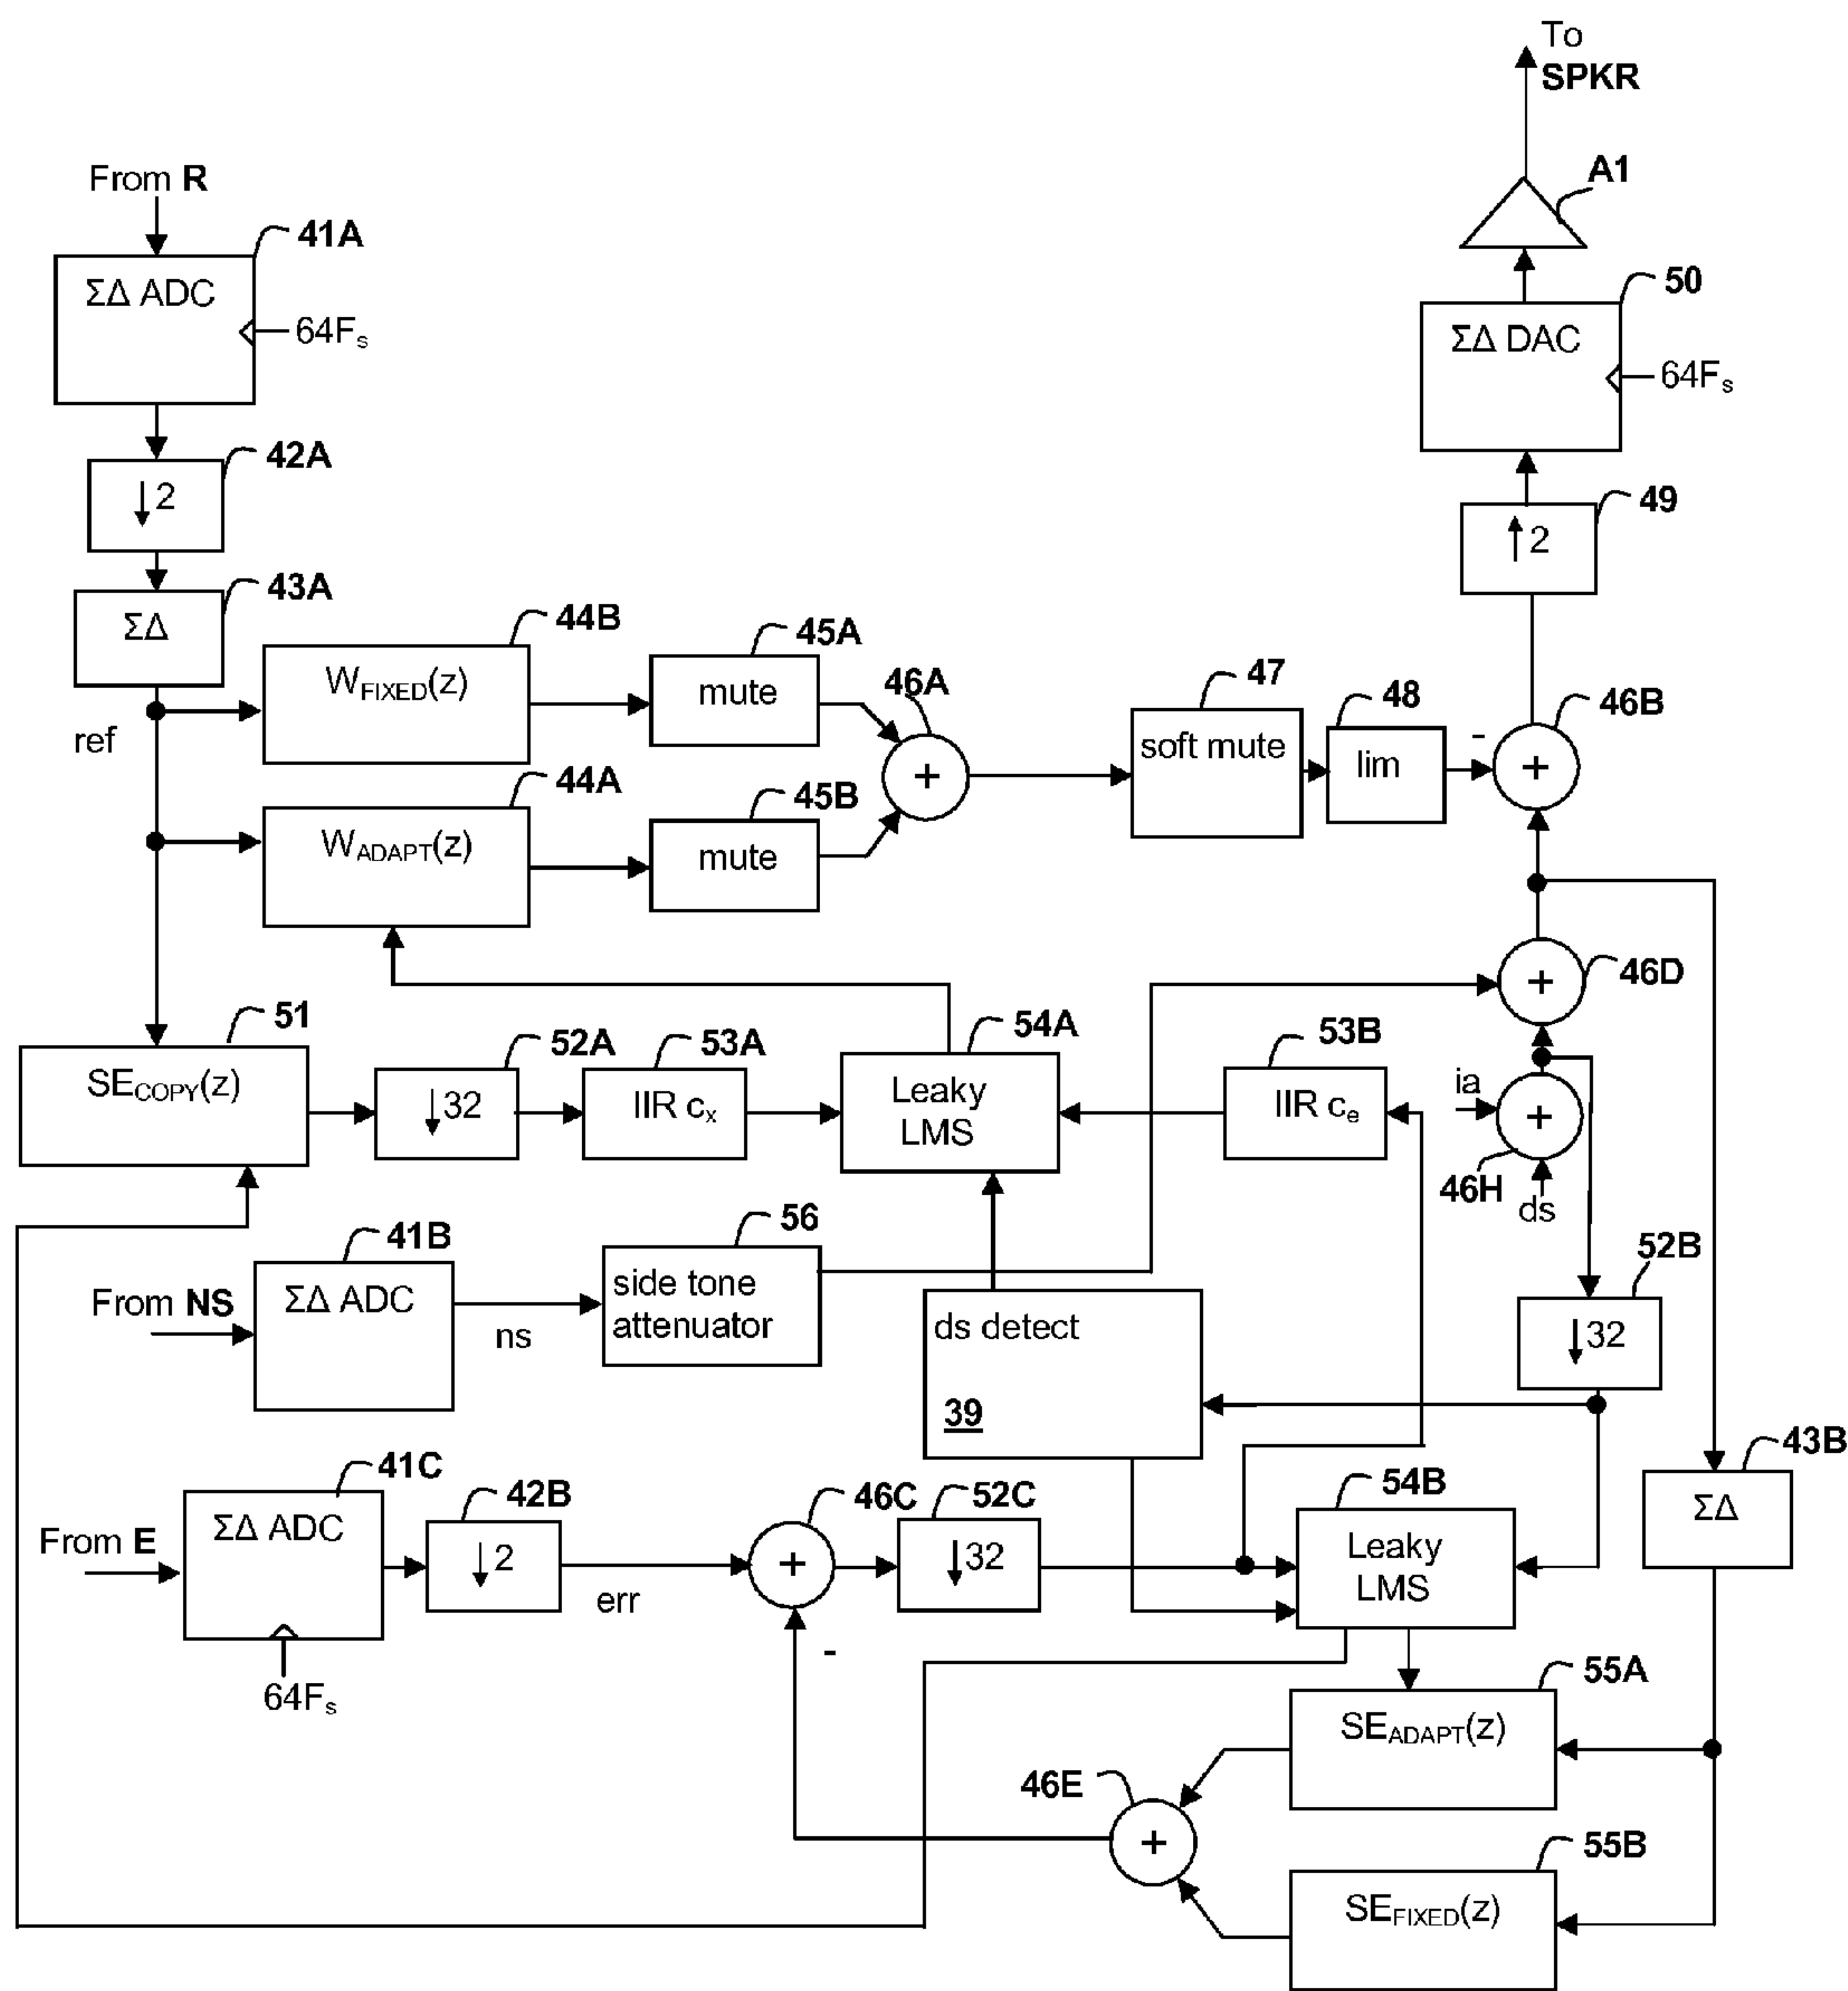 To
SPKR
A1
From R
41A
ΣΔ ADC
64Fs
50
ΣΔ DAC
64Fs
42A
↓2
49
↑2
43A
ΣΔ
ref
44B
WFIXED(z)
45A
mute
46A
+
47
soft mute
48
lim
-
46B
+
44A
WADAPT(z)
45B
mute
46D
+
51
SECOPY(z)
52A
↓32
53A
IIR cx
54A
Leaky
LMS
53B
IIR ce
ia
+
46H
ds
41B
From NS
ΣΔ ADC
ns
56
side tone
attenuator
ds detect
39
52B
↓32
43B
ΣΔ
41C
From E
ΣΔ ADC
64Fs
42B
↓2
err
46C
+
-
52C
↓32
54B
Leaky
LMS
55A
SEADAPT(z)
46E
+
55B
SEFIXED(z)